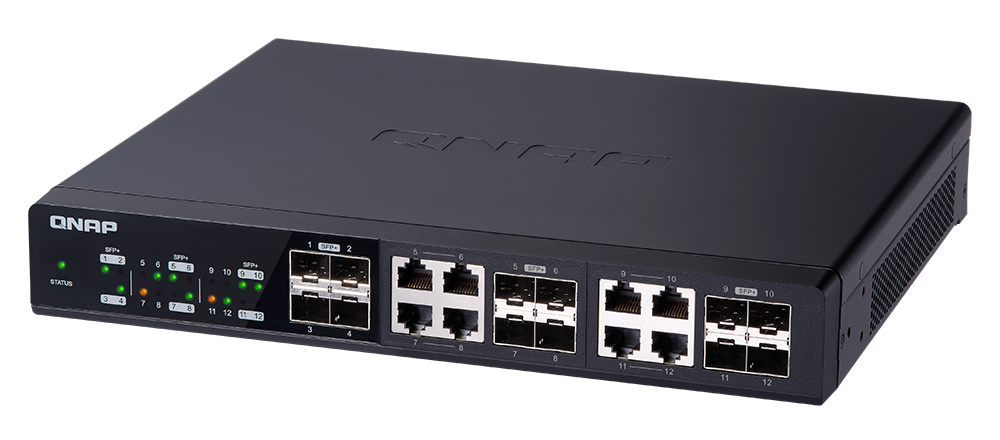 QNAP
QNAP
STATUS
SFP+
1 2
3 4
5 6
SFP+
5 6
7 8
7 8
9 10
SFP+
9 10
11 12
11 12
1 SFP+ 2
3 4
5 6
7 8
5 SFP+ 6
7 8
9 10
11 12
9 SFP+ 10
11 12